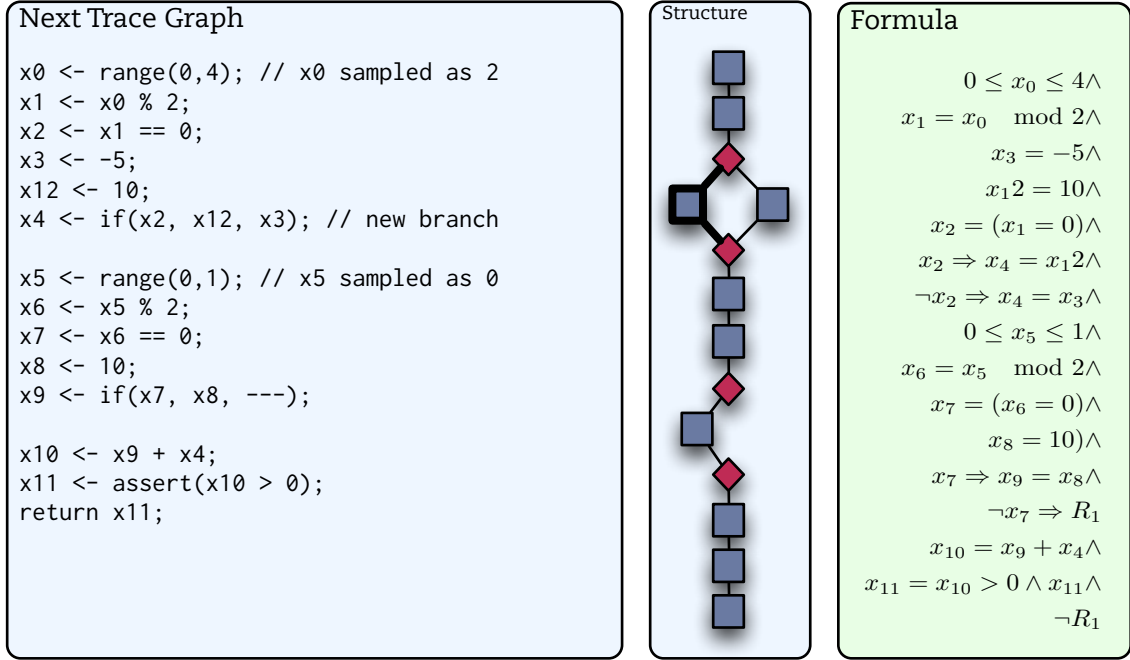 Next Trace Graph
x0 <- range(0,4); // x0 sampled as 2
x1 <- x0 % 2;
x2 <- x1 == 0;
x3 <- -5;
x12 <- 10;
x4 <- if(x2, x12, x3); // new branch
x5 <- range(0,1); // x5 sampled as 0
x6 <- x5 % 2;
x7 <- x6 == 0;
x8 <- 10;
x9 <- if(x7, x8, ---);
x10 <- x9 + x4;
x11 <- assert(x10 > 0);
return x11;
Structure
Formula
0 ≤ x₀ ≤ 4∧
x₁ = x₀ mod 2∧
x₃ = −5∧
x₁2 = 10∧
x₂ = (x₁ = 0)∧
x₂ ⇒ x₄ = x₁2∧
¬x₂ ⇒ x₄ = x₃∧
0 ≤ x₅ ≤ 1∧
x₆ = x₅ mod 2∧
x₇ = (x₆ = 0)∧
x₈ = 10)∧
x₇ ⇒ x₉ = x₈∧
¬x₇ ⇒ R₁
x₁₀ = x₉ + x₄∧
x₁₁ = x₁₀ > 0 ∧ x₁₁∧
¬R₁